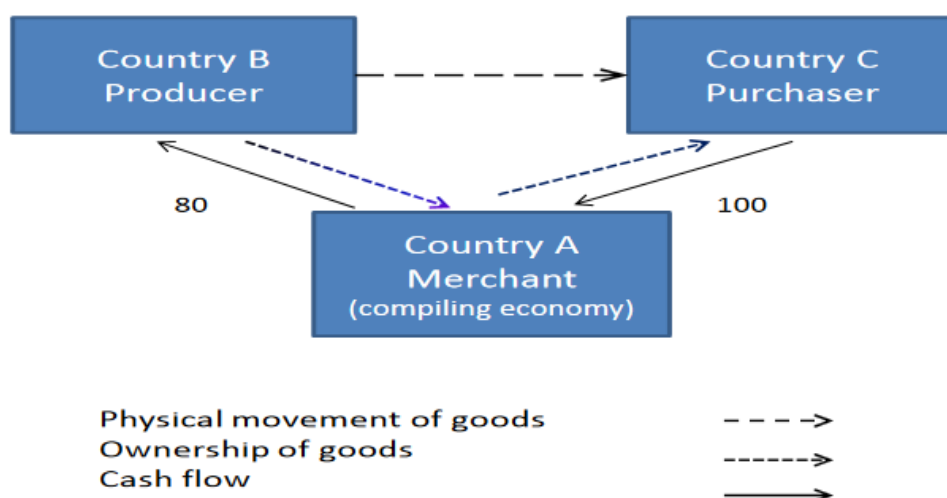 Country B
Producer
Country C
Purchaser
80
100
Country A
Merchant
(compiling economy)
Physical movement of goods
Ownership of goods
Cash flow